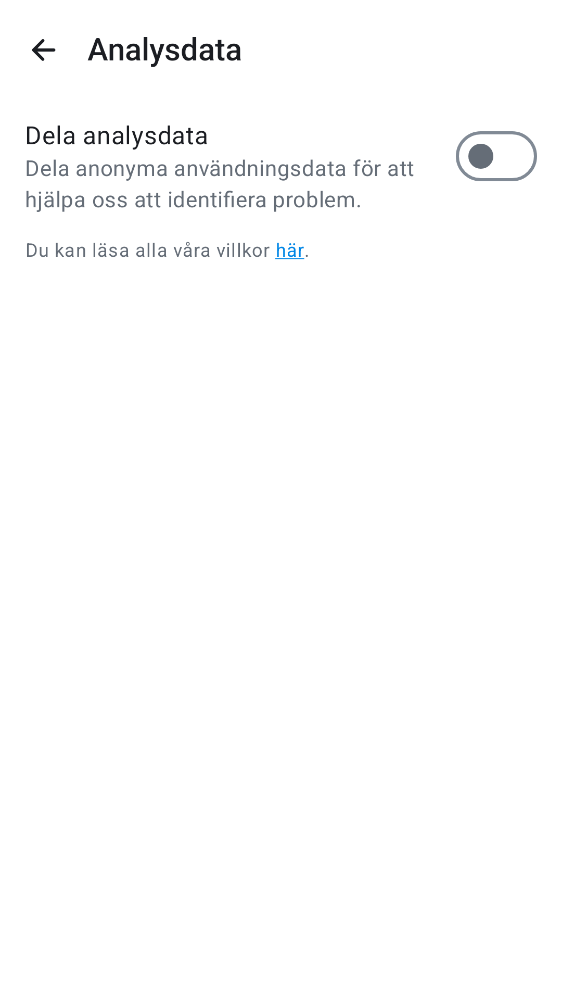 Analysdata
Dela analysdata
Dela anonyma användningsdata för att
hjälpa oss att identifiera problem.
Du kan läsa alla våra villkor här.